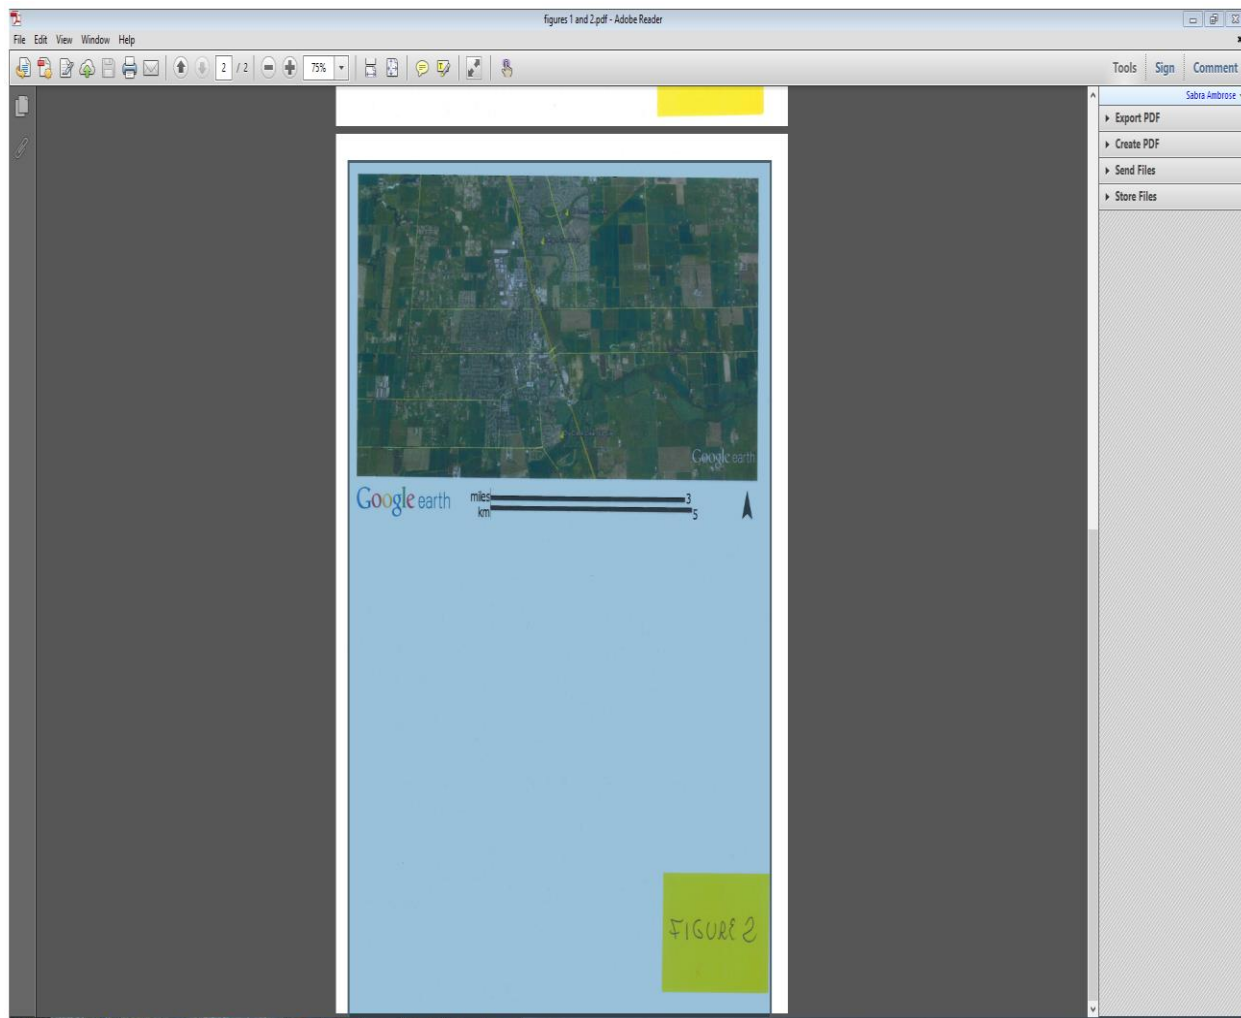 figures 1 and 2.pdf - Adobe Reader
File Edit View Window Help
2 / 2 75% Tools Sign Comment
Sabra Ambrose
Export PDF
Create PDF
Send Files
Store Files
Google earth
Google earth
miles 3
km 5
FIGURE 2